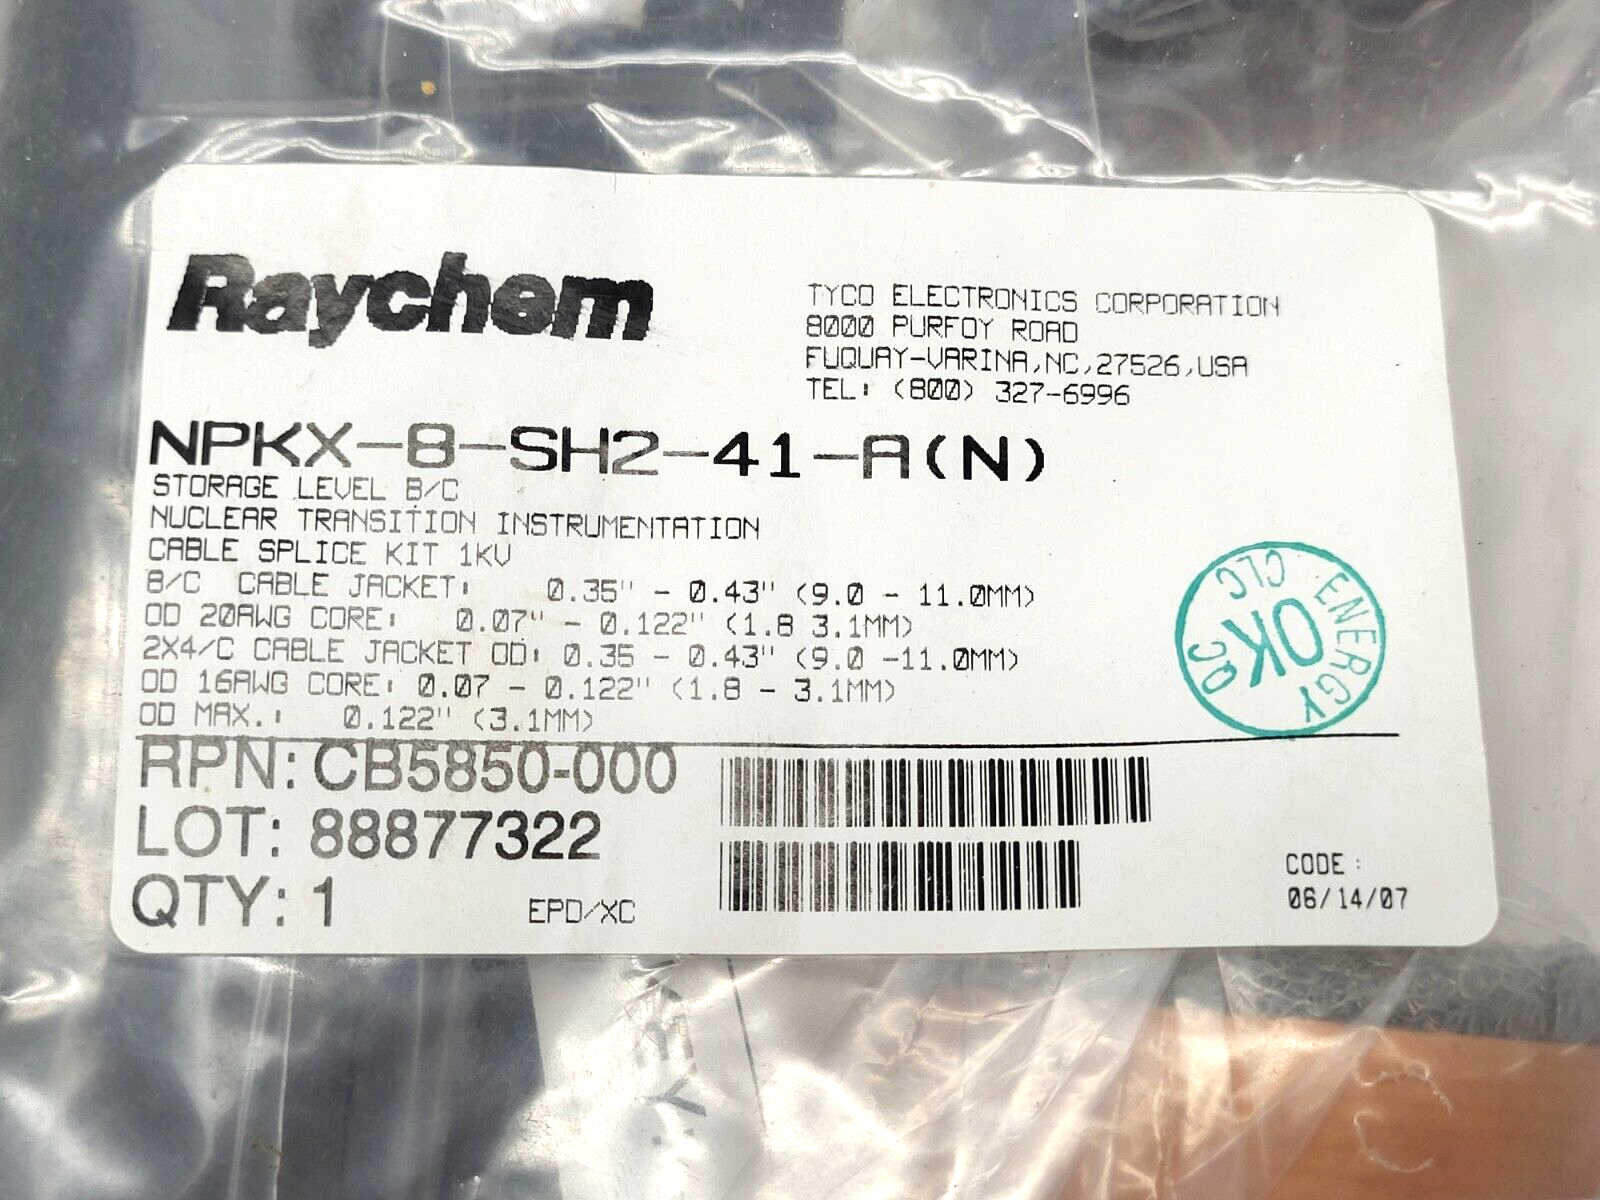 Raychem
TYCO ELECTRONICS CORPORATION
8000 PURFOY ROAD
FUQUAY-VARINA,NC,27526,USA
TEL: (800) 327-6996
NPKX-8-SH2-41-A(N)
STORAGE LEVEL B/C
NUCLEAR TRANSITION INSTRUMENTATION
CABLE SPLICE KIT 1KV
8/C CABLE JACKET: 0.35" - 0.43" (9.0 - 11.0MM)
OD 20AWG CORE: 0.07" - 0.122" (1.8 3.1MM)
2X4/C CABLE JACKET OD: 0.35 - 0.43" (9.0 -11.0MM)
OD 16AWG CORE: 0.07 - 0.122" (1.8 - 3.1MM)
OD MAX.: 0.122" (3.1MM)
CLG ENERGY QC
OK
RPN: CB5850-000
LOT: 88877322
QTY: 1
EPD/XC
CODE:
06/14/07